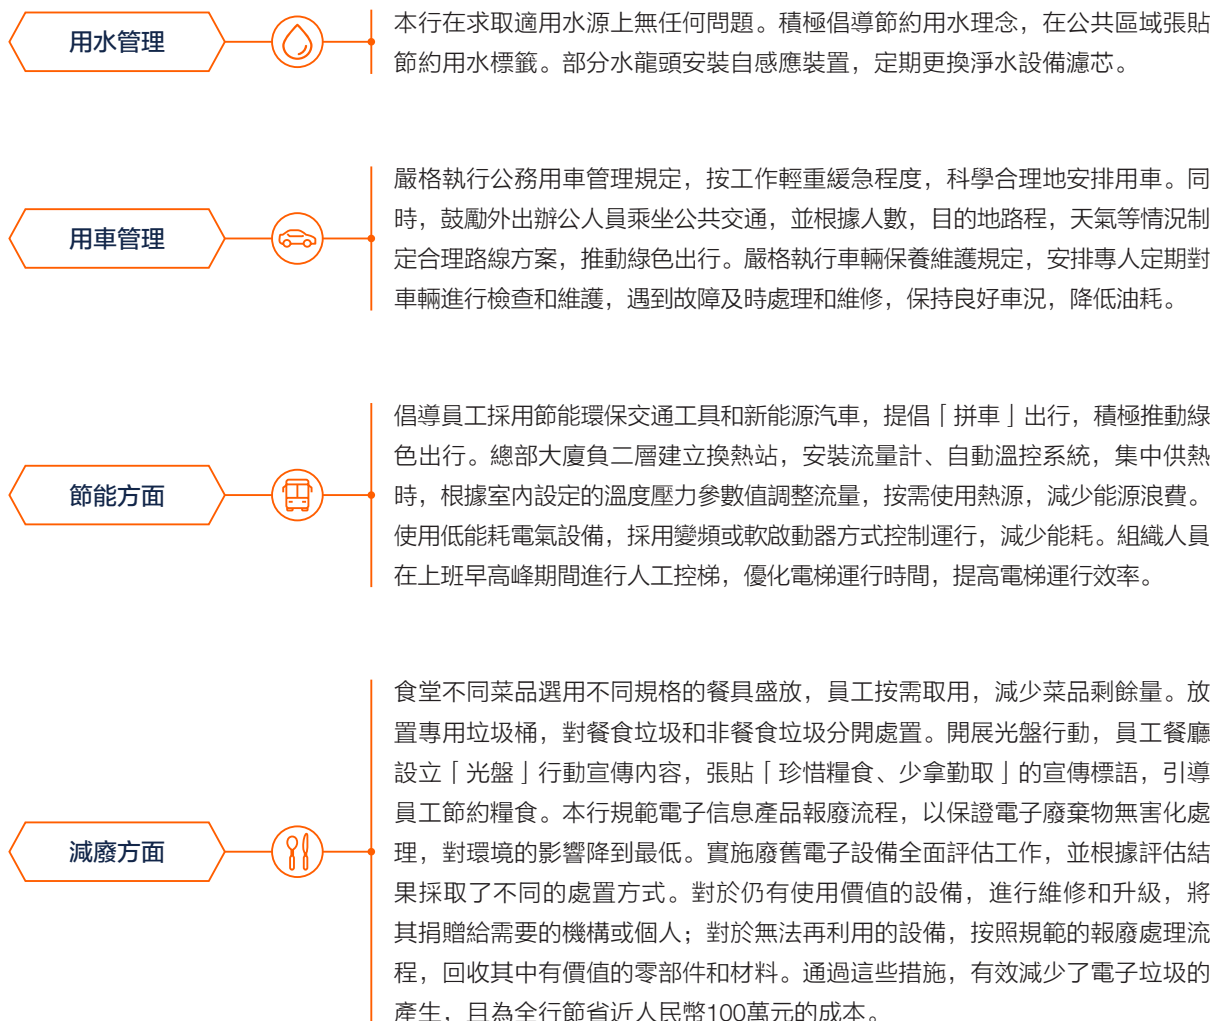 用水管理
本行在求取適用水源上無任何問題。積極倡導節約用水理念，在公共區域張貼
節約用水標籤。部分水龍頭安裝自感應裝置，定期更換淨水設備濾芯。
用車管理
嚴格執行公務用車管理規定，按工作輕重緩急程度，科學合理地安排用車。同
時，鼓勵外出辦公人員乘坐公共交通，並根據人數，目的地路程，天氣等情況制
定合理路線方案，推動綠色出行。嚴格執行車輛保養維護規定，安排專人定期對
車輛進行檢查和維護，遇到故障及時處理和維修，保持良好車況，降低油耗。
節能方面
倡導員工採用節能環保交通工具和新能源汽車，提倡「拼車」出行，積極推動綠
色出行。總部大廈負二層建立換熱站，安裝流量計、自動溫控系統，集中供熱
時，根據室內設定的溫度壓力參數值調整流量，按需使用熱源，減少能源浪費。
使用低能耗電氣設備，採用變頻或軟啟動器方式控制運行，減少能耗。組織人員
在上班早高峰期間進行人工控梯，優化電梯運行時間，提高電梯運行效率。
減廢方面
食堂不同菜品選用不同規格的餐具盛放，員工按需取用，減少菜品剩餘量。放
置專用垃圾桶，對餐食垃圾和非餐食垃圾分開處置。開展光盤行動，員工餐廳
設立「光盤」行動宣傳內容，張貼「珍惜糧食、少拿勤取」的宣傳標語，引導
員工節約糧食。本行規範電子信息產品報廢流程，以保證電子廢棄物無害化處
理，對環境的影響降到最低。實施廢舊電子設備全面評估工作，並根據評估結
果採取了不同的處置方式。對於仍有使用價值的設備，進行維修和升級，將
其捐贈給需要的機構或個人；對於無法再利用的設備，按照規範的報廢處理流
程，回收其中有價值的零部件和材料。通過這些措施，有效減少了電子垃圾的
產生，且為全行節省近人民幣100萬元的成本。